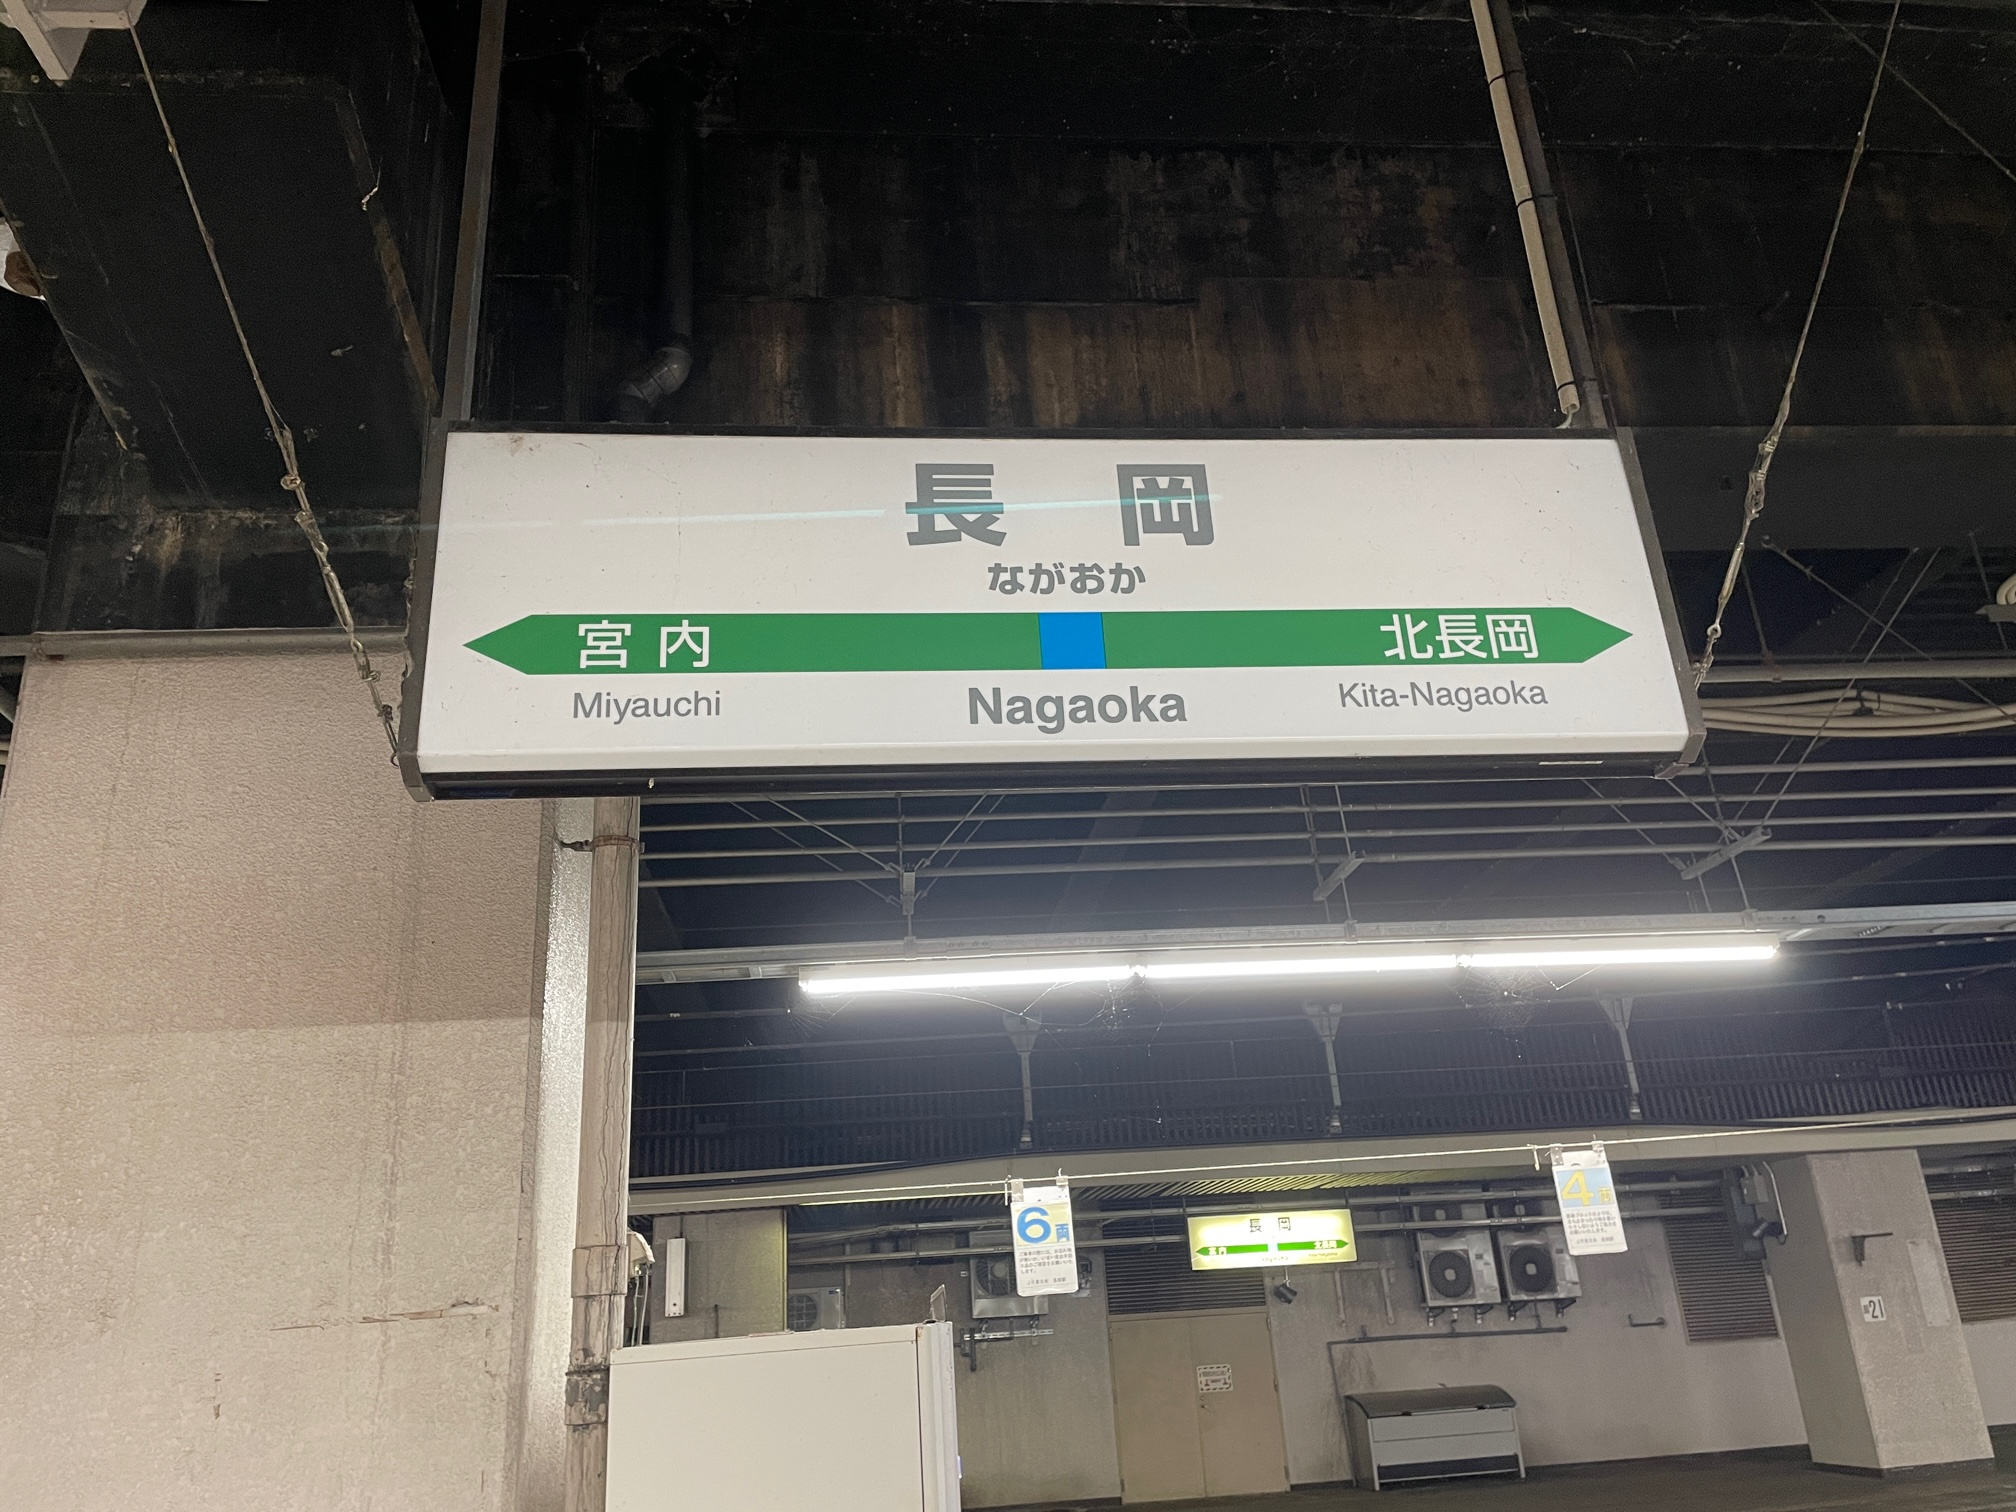 長岡
ながおか
宮内
北長岡
Miyauchi
Nagaoka
Kita-Nagaoka
6両
4両
長岡
宮内
北長岡
21